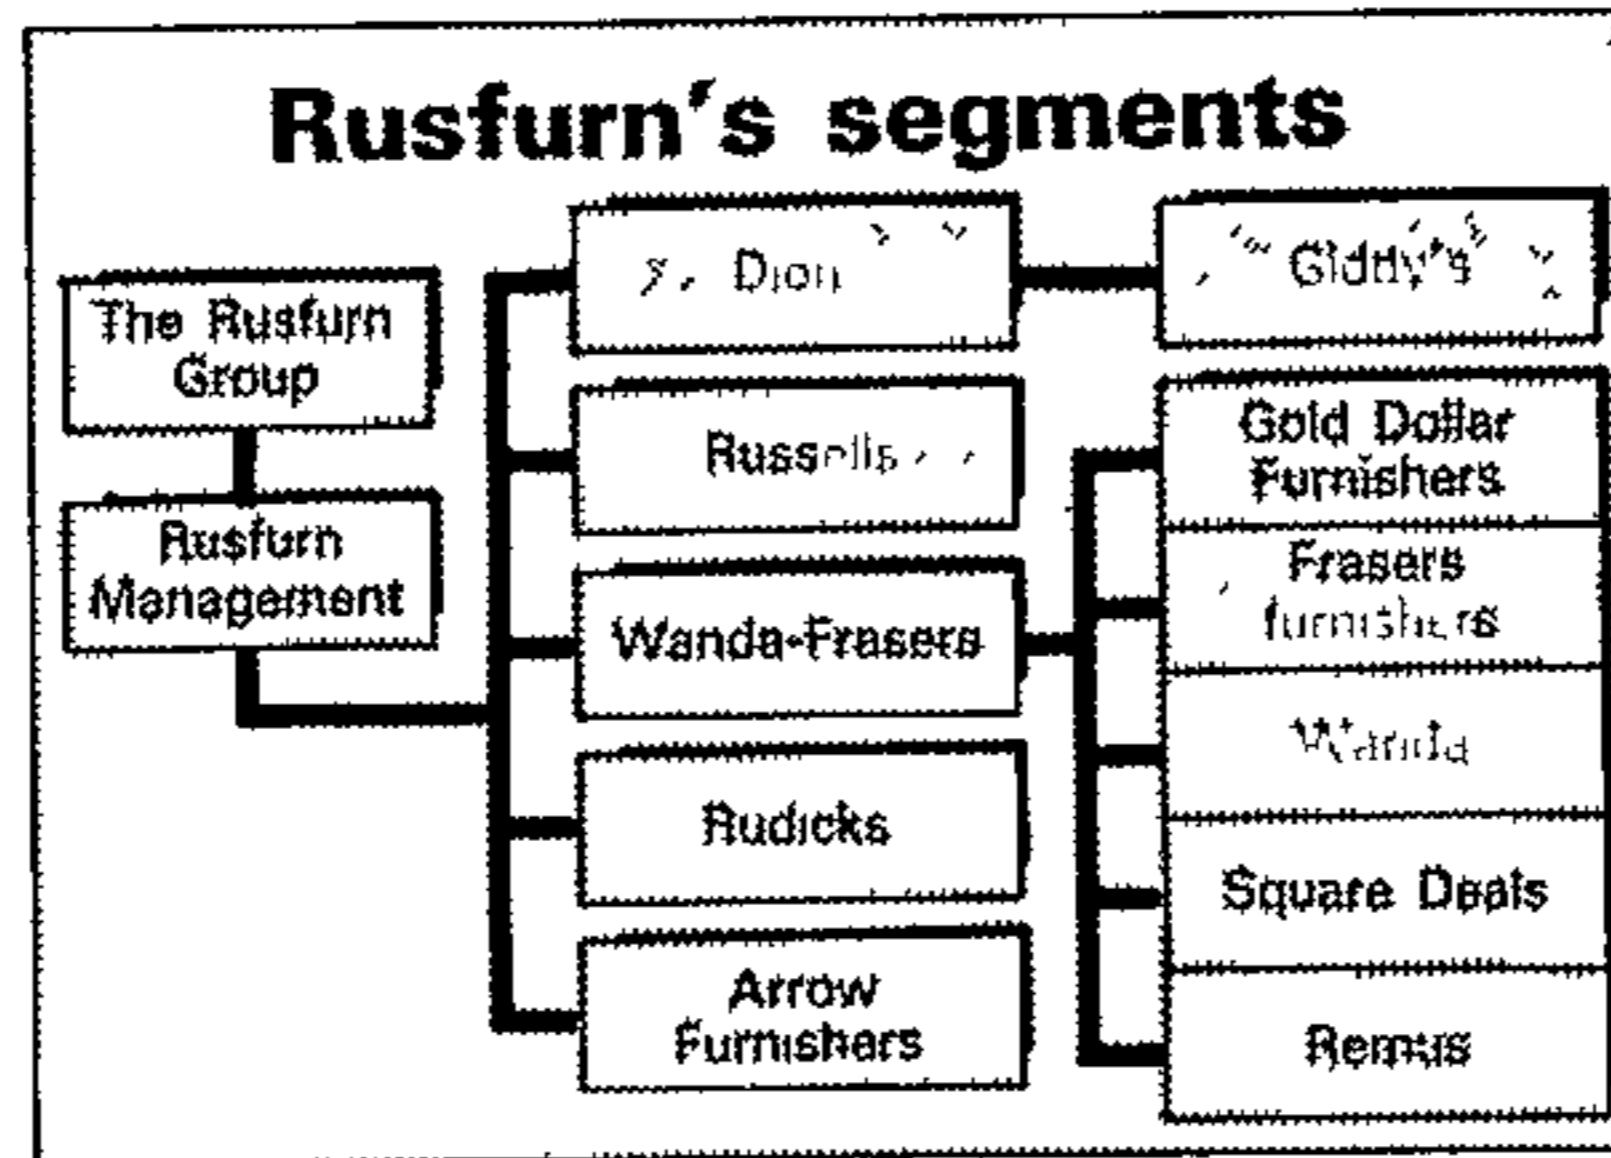 Rusfurn's segments
The Rusfurn
Group
Rusfurn
Management
Dion
Russells
Wanda-Frasers
Rudicks
Arrow
Furnishers
Giddy's
Gold Dollar
Furnishers
Frasers
furnishers
Wanda
Square Deals
Remus